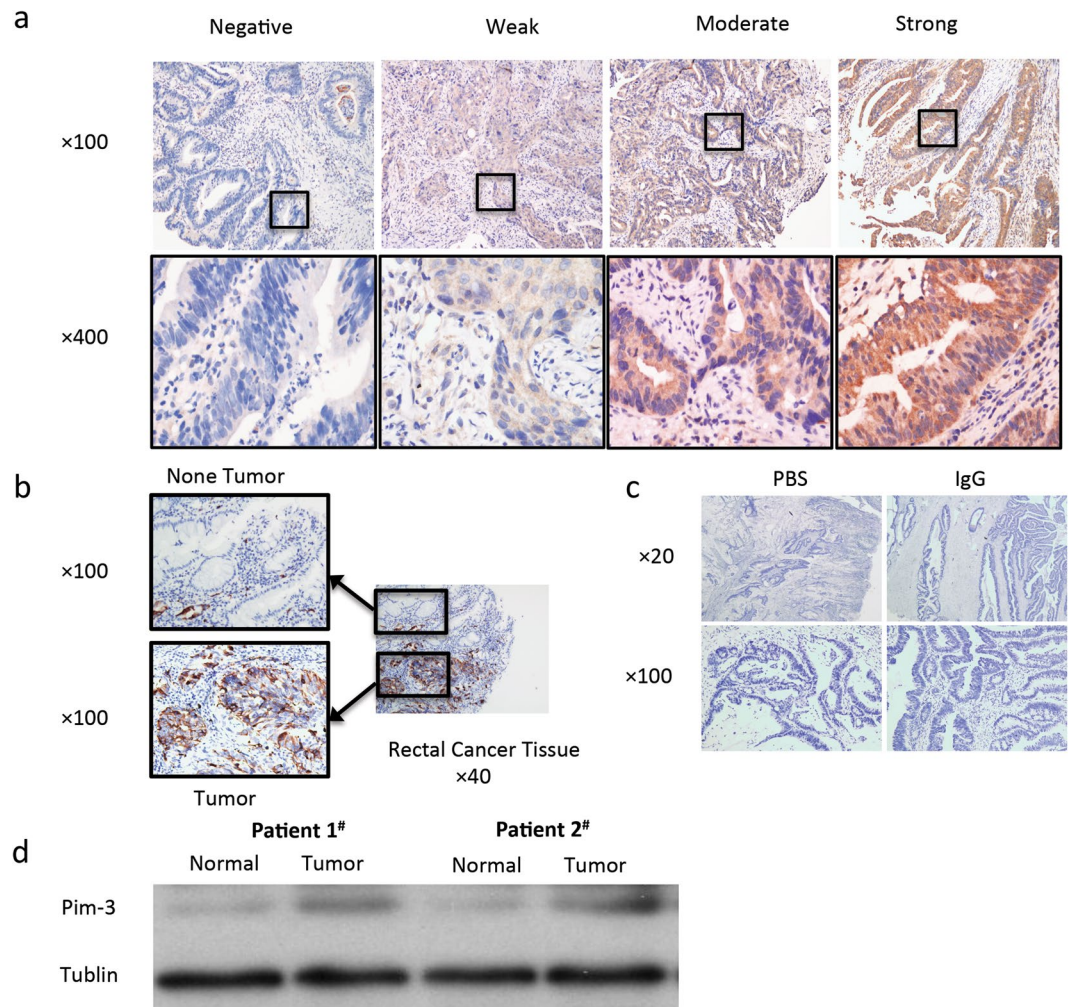 a
Negative Weak Moderate Strong
×100
×400
b
None Tumor
×100
×100
Tumor
Rectal Cancer Tissue
×40
c
PBS IgG
×20
×100
d
Patient 1# Patient 2#
Normal Tumor Normal Tumor
Pim-3
Tublin